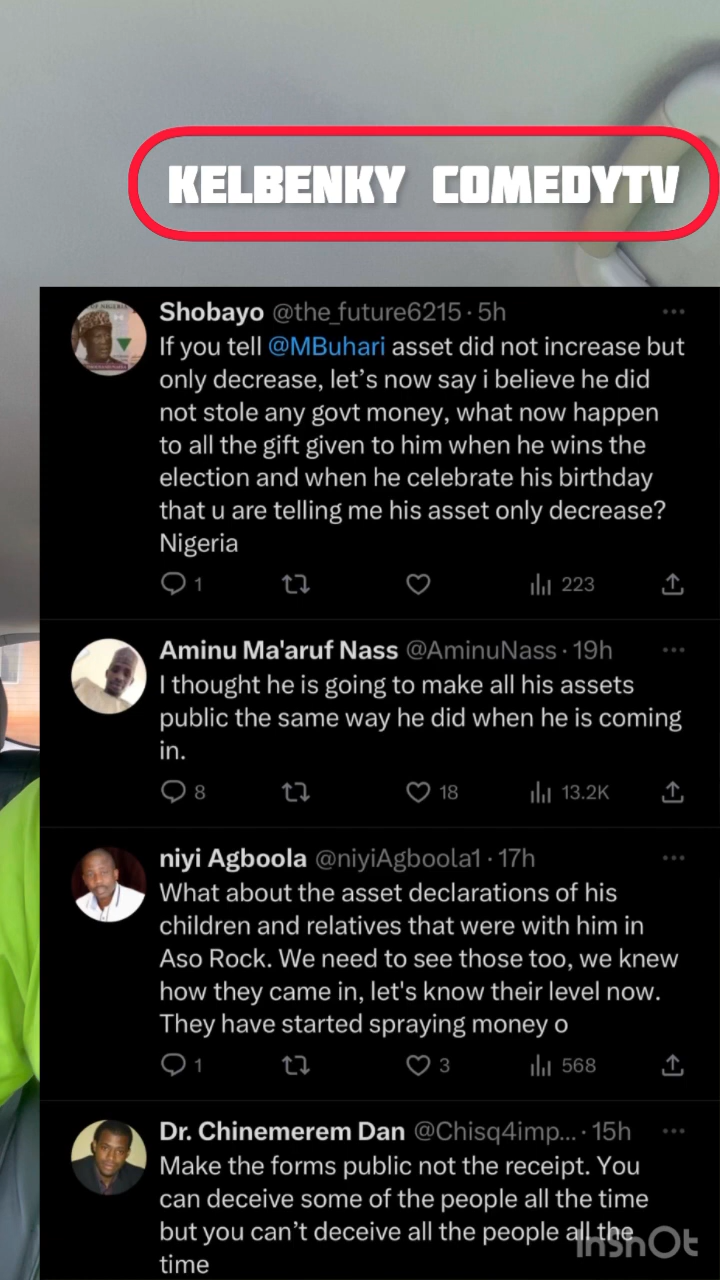 KELBENKY COMEDYTV
Shobayo @the_future6215 · 5h
If you tell @MBuhari asset did not increase but
only decrease, let’s now say i believe he did
not stole any govt money, what now happen
to all the gift given to him when he wins the
election and when he celebrate his birthday
that u are telling me his asset only decrease?
Nigeria
1 223
Aminu Ma'aruf Nass @AminuNass · 19h
I thought he is going to make all his assets
public the same way he did when he is coming
in.
8 18 13.2K
niyi Agboola @niyiAgboola1 · 17h
What about the asset declarations of his
children and relatives that were with him in
Aso Rock. We need to see those too, we knew
how they came in, let's know their level now.
They have started spraying money o
1 3 568
Dr. Chinemerem Dan @Chisq4imp... · 15h
Make the forms public not the receipt. You
can deceive some of the people all the time
but you can’t deceive all the people all the
time
InShOt